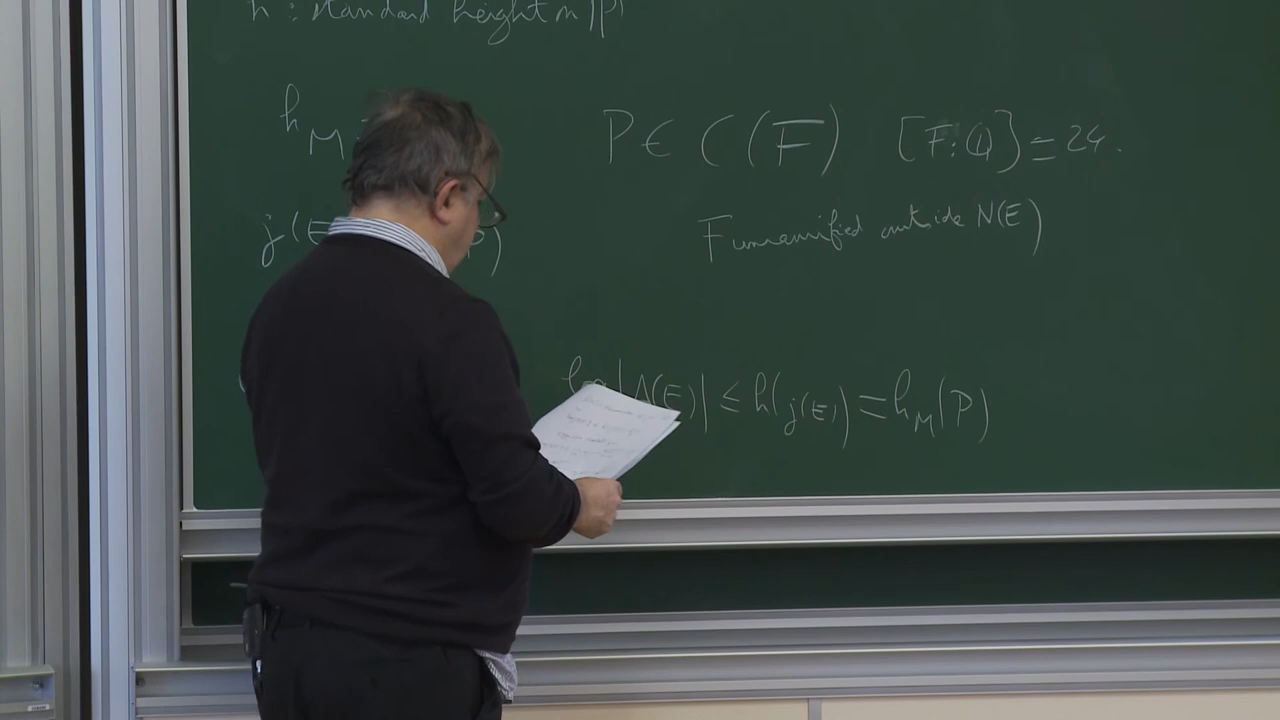 h : standard height on |P|
h_M
P ∈ C(F) [F:Q] = 24.
j(E P)
F unramified outside N(E)
log |Δ(E)| ≤ h(j(E)) = h_M(P)